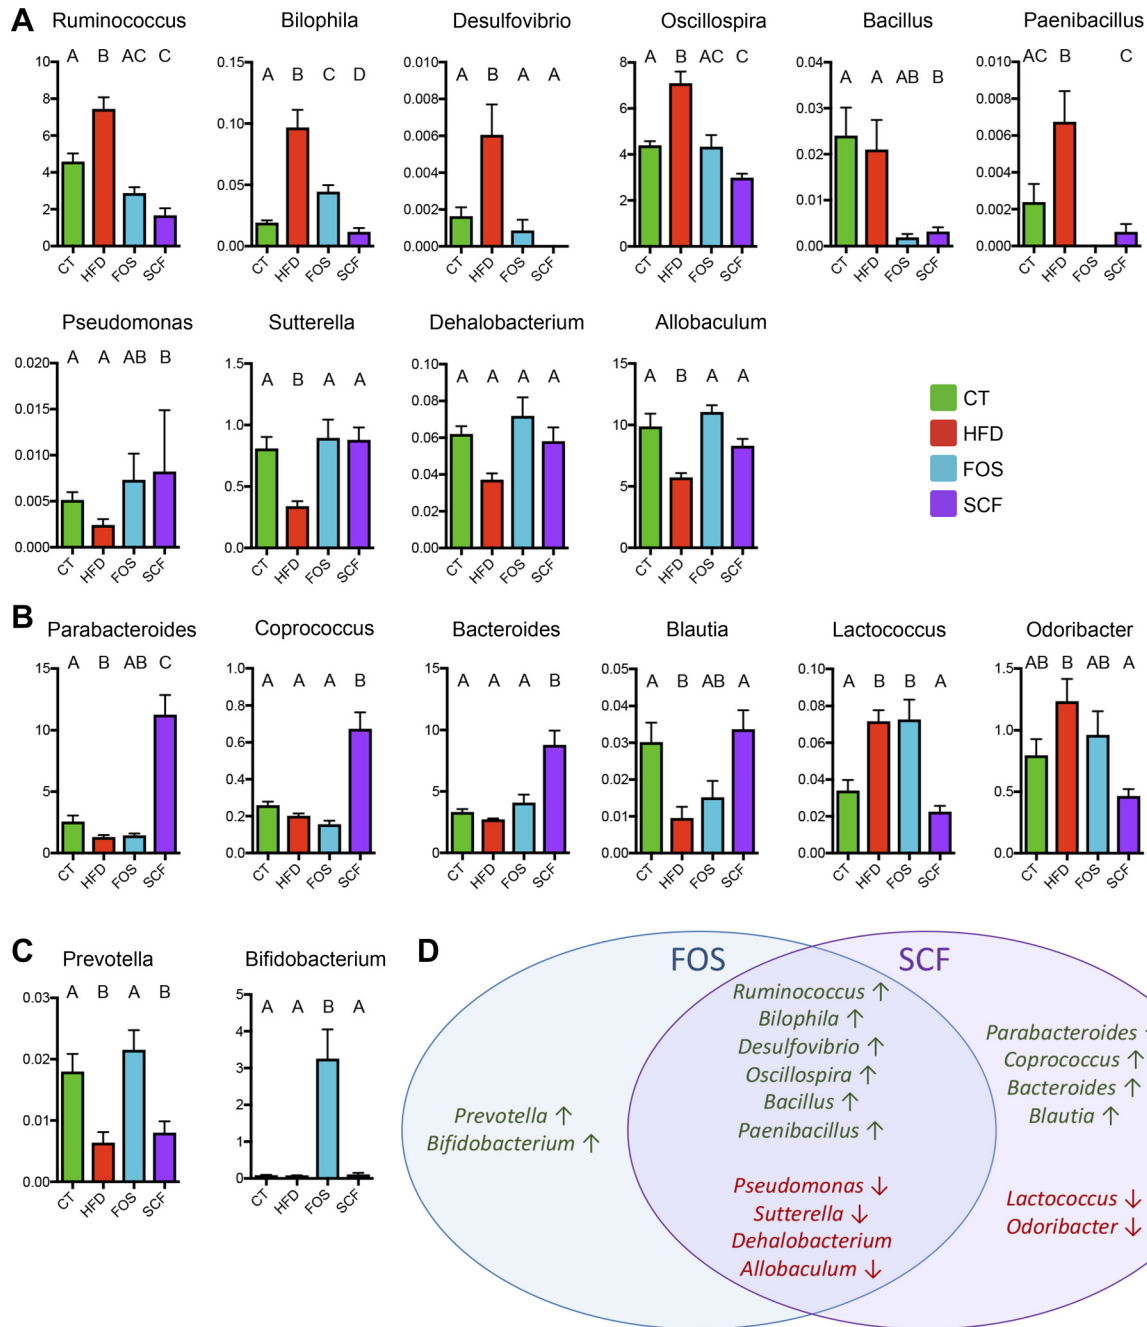 A
Ruminococcus Bilophila Desulfovibrio Oscillospira Bacillus Paenibacillus
A B AC C
10
8
6
4
2
0
CT HFD FOS SCF
A B C D
0.15
0.10
0.05
0.00
CT HFD FOS SCF
A B A A
0.010
0.008
0.006
0.004
0.002
0.000
CT HFD FOS SCF
A B AC C
8
6
4
2
0
CT HFD FOS SCF
A A AB B
0.04
0.03
0.02
0.01
0.00
CT HFD FOS SCF
AC B C
0.010
0.008
0.006
0.004
0.002
0.000
CT HFD FOS SCF
Pseudomonas Sutterella Dehalobacterium Allobaculum
A A AB B
0.020
0.015
0.010
0.005
0.000
CT HFD FOS SCF
A B A A
1.5
1.0
0.5
0.0
CT HFD FOS SCF
A A A A
0.10
0.08
0.06
0.04
0.02
0.00
CT HFD FOS SCF
A B A A
15
10
5
10
CT HFD FOS SCF
CT
HFD
FOS
SCF
B
Parabacteroides Coprococcus Bacteroides Blautia Lactococcus Odoribacter
A B AB C
15
10
5
0
CT HFD FOS SCF
A A A B
1.0
0.8
0.6
0.4
0.2
0.0
CT HFD FOS SCF
A A A B
15
10
5
0
CT HFD FOS SCF
A B AB A
0.05
0.04
0.03
0.02
0.01
0.00
CT HFD FOS SCF
A B B A
0.10
0.08
0.06
0.04
0.02
0.00
CT HFD FOS SCF
AB B AB A
1.5
1.0
0.5
0.0
CT HFD FOS SCF
C
Prevotella Bifidobacterium
A B A B
0.03
0.02
0.01
0.00
CT HFD FOS SCF
A A B A
5
4
3
2
1
0
CT HFD FOS SCF
D
FOS SCF
Prevotella ↑
Bifidobacterium ↑
Ruminococcus ↑
Bilophila ↑
Desulfovibrio ↑
Oscillospira ↑
Bacillus ↑
Paenibacillus ↑
Pseudomonas ↓
Sutterella ↓
Dehalobacterium
Allobaculum ↓
Parabacteroides
Coprococcus ↑
Bacteroides ↑
Blautia ↑
Lactococcus ↓
Odoribacter ↓